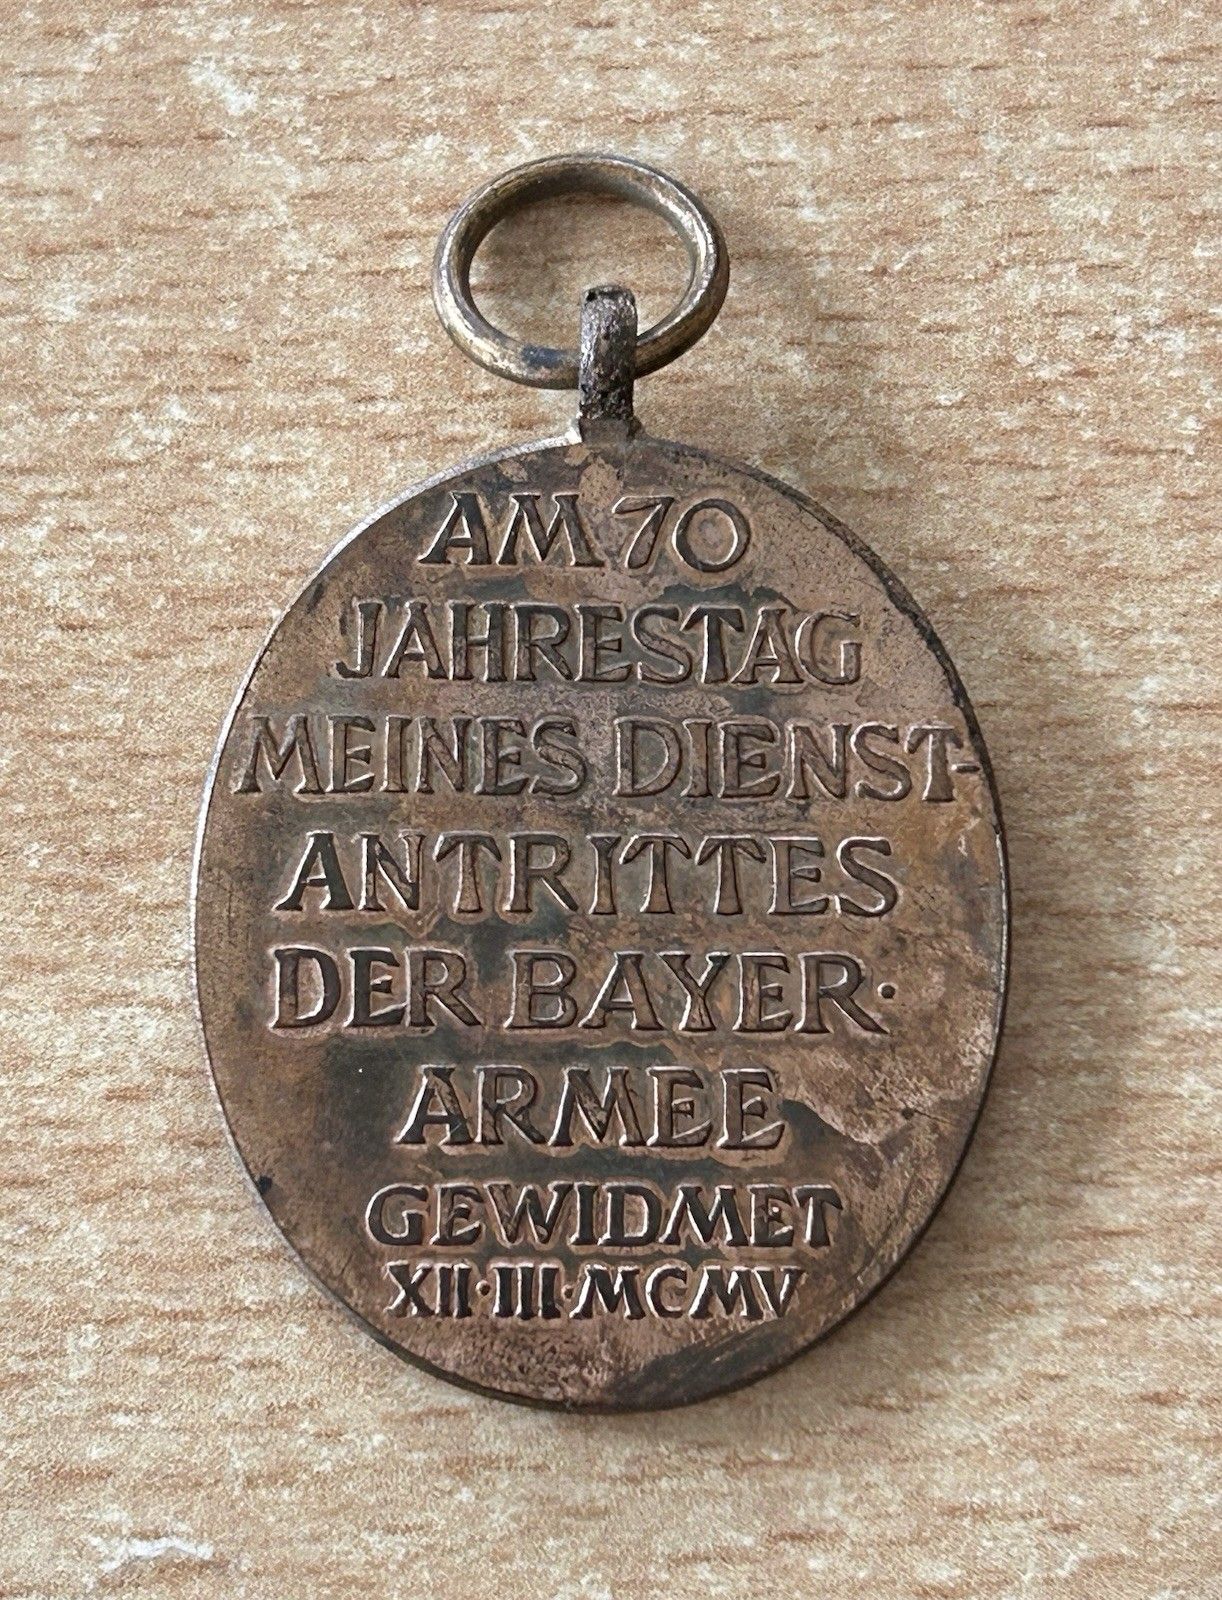 AM 70
JAHRESTAG
MEINES DIENST-
ANTRITTES
DER BAYER·
ARMEE
GEWIDMET
XII·III·MCMV